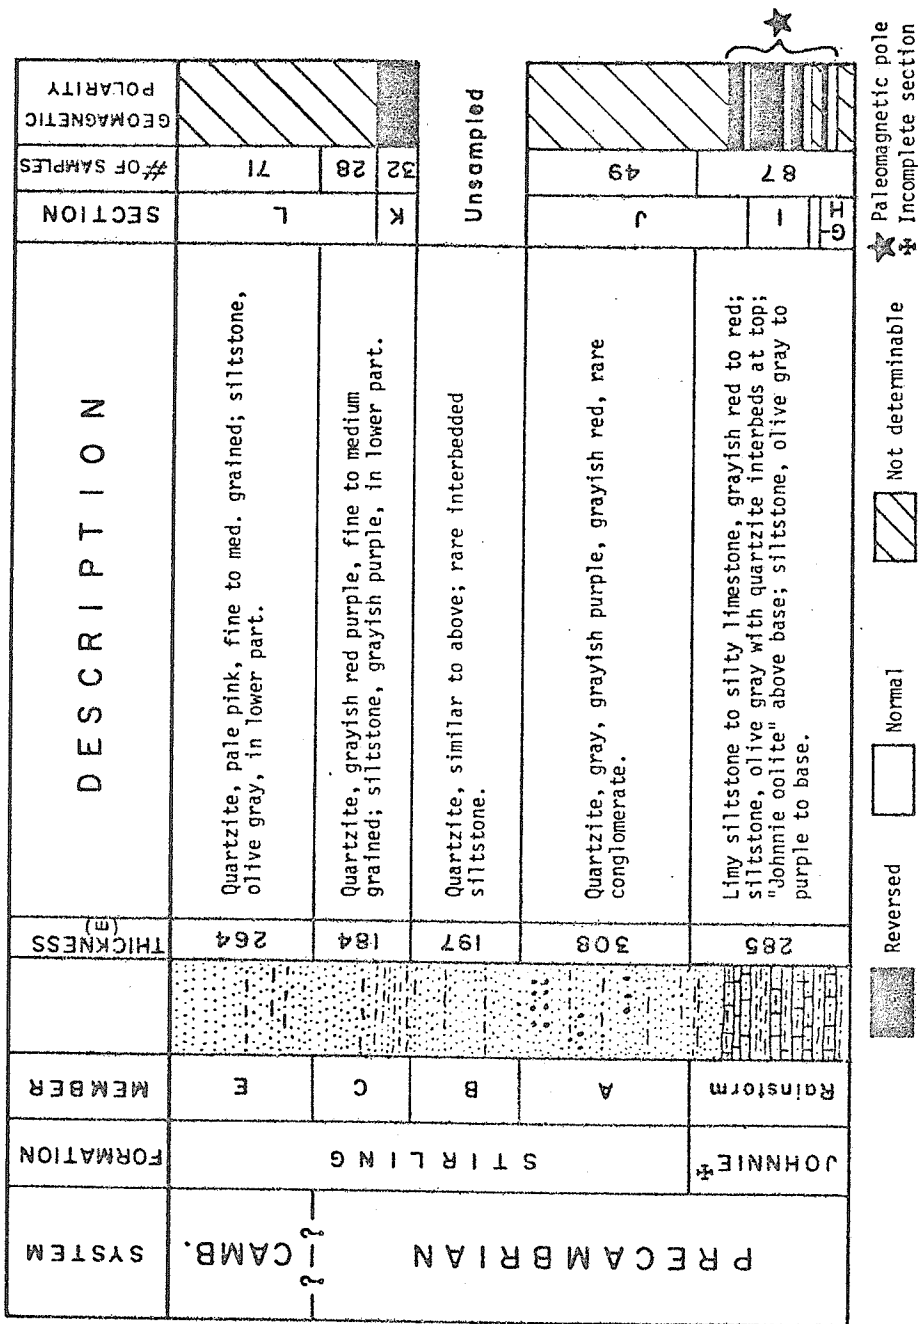 SYSTEM
FORMATION
MEMBER
THICKNESS
(m)
DESCRIPTION
SECTION
# OF SAMPLES
GEOMAGNETIC
POLARITY
CAMB.
? ?
PRECAMBRIAN
STIRLING
JOHNNIE ✠
E
264
Quartzite, pale pink, fine to med. grained; siltstone,
olive gray, in lower part.
L
71
C
184
Quartzite, grayish red purple, fine to medium
grained; siltstone, grayish purple, in lower part.
28
K
32
B
197
Quartzite, similar to above; rare interbedded
siltstone.
Unsampled
A
308
Quartzite, gray, grayish purple, grayish red, rare
conglomerate.
J
49
Rainstorm
285
Limy siltstone to silty limestone, grayish red to red;
siltstone, olive gray with quartzite interbeds at top;
"Johnnie oolite" above base; siltstone, olive gray to
purple to base.
I
G-
H
87
★
Reversed
Normal
Not determinable
★ Paleomagnetic pole
✠ Incomplete section